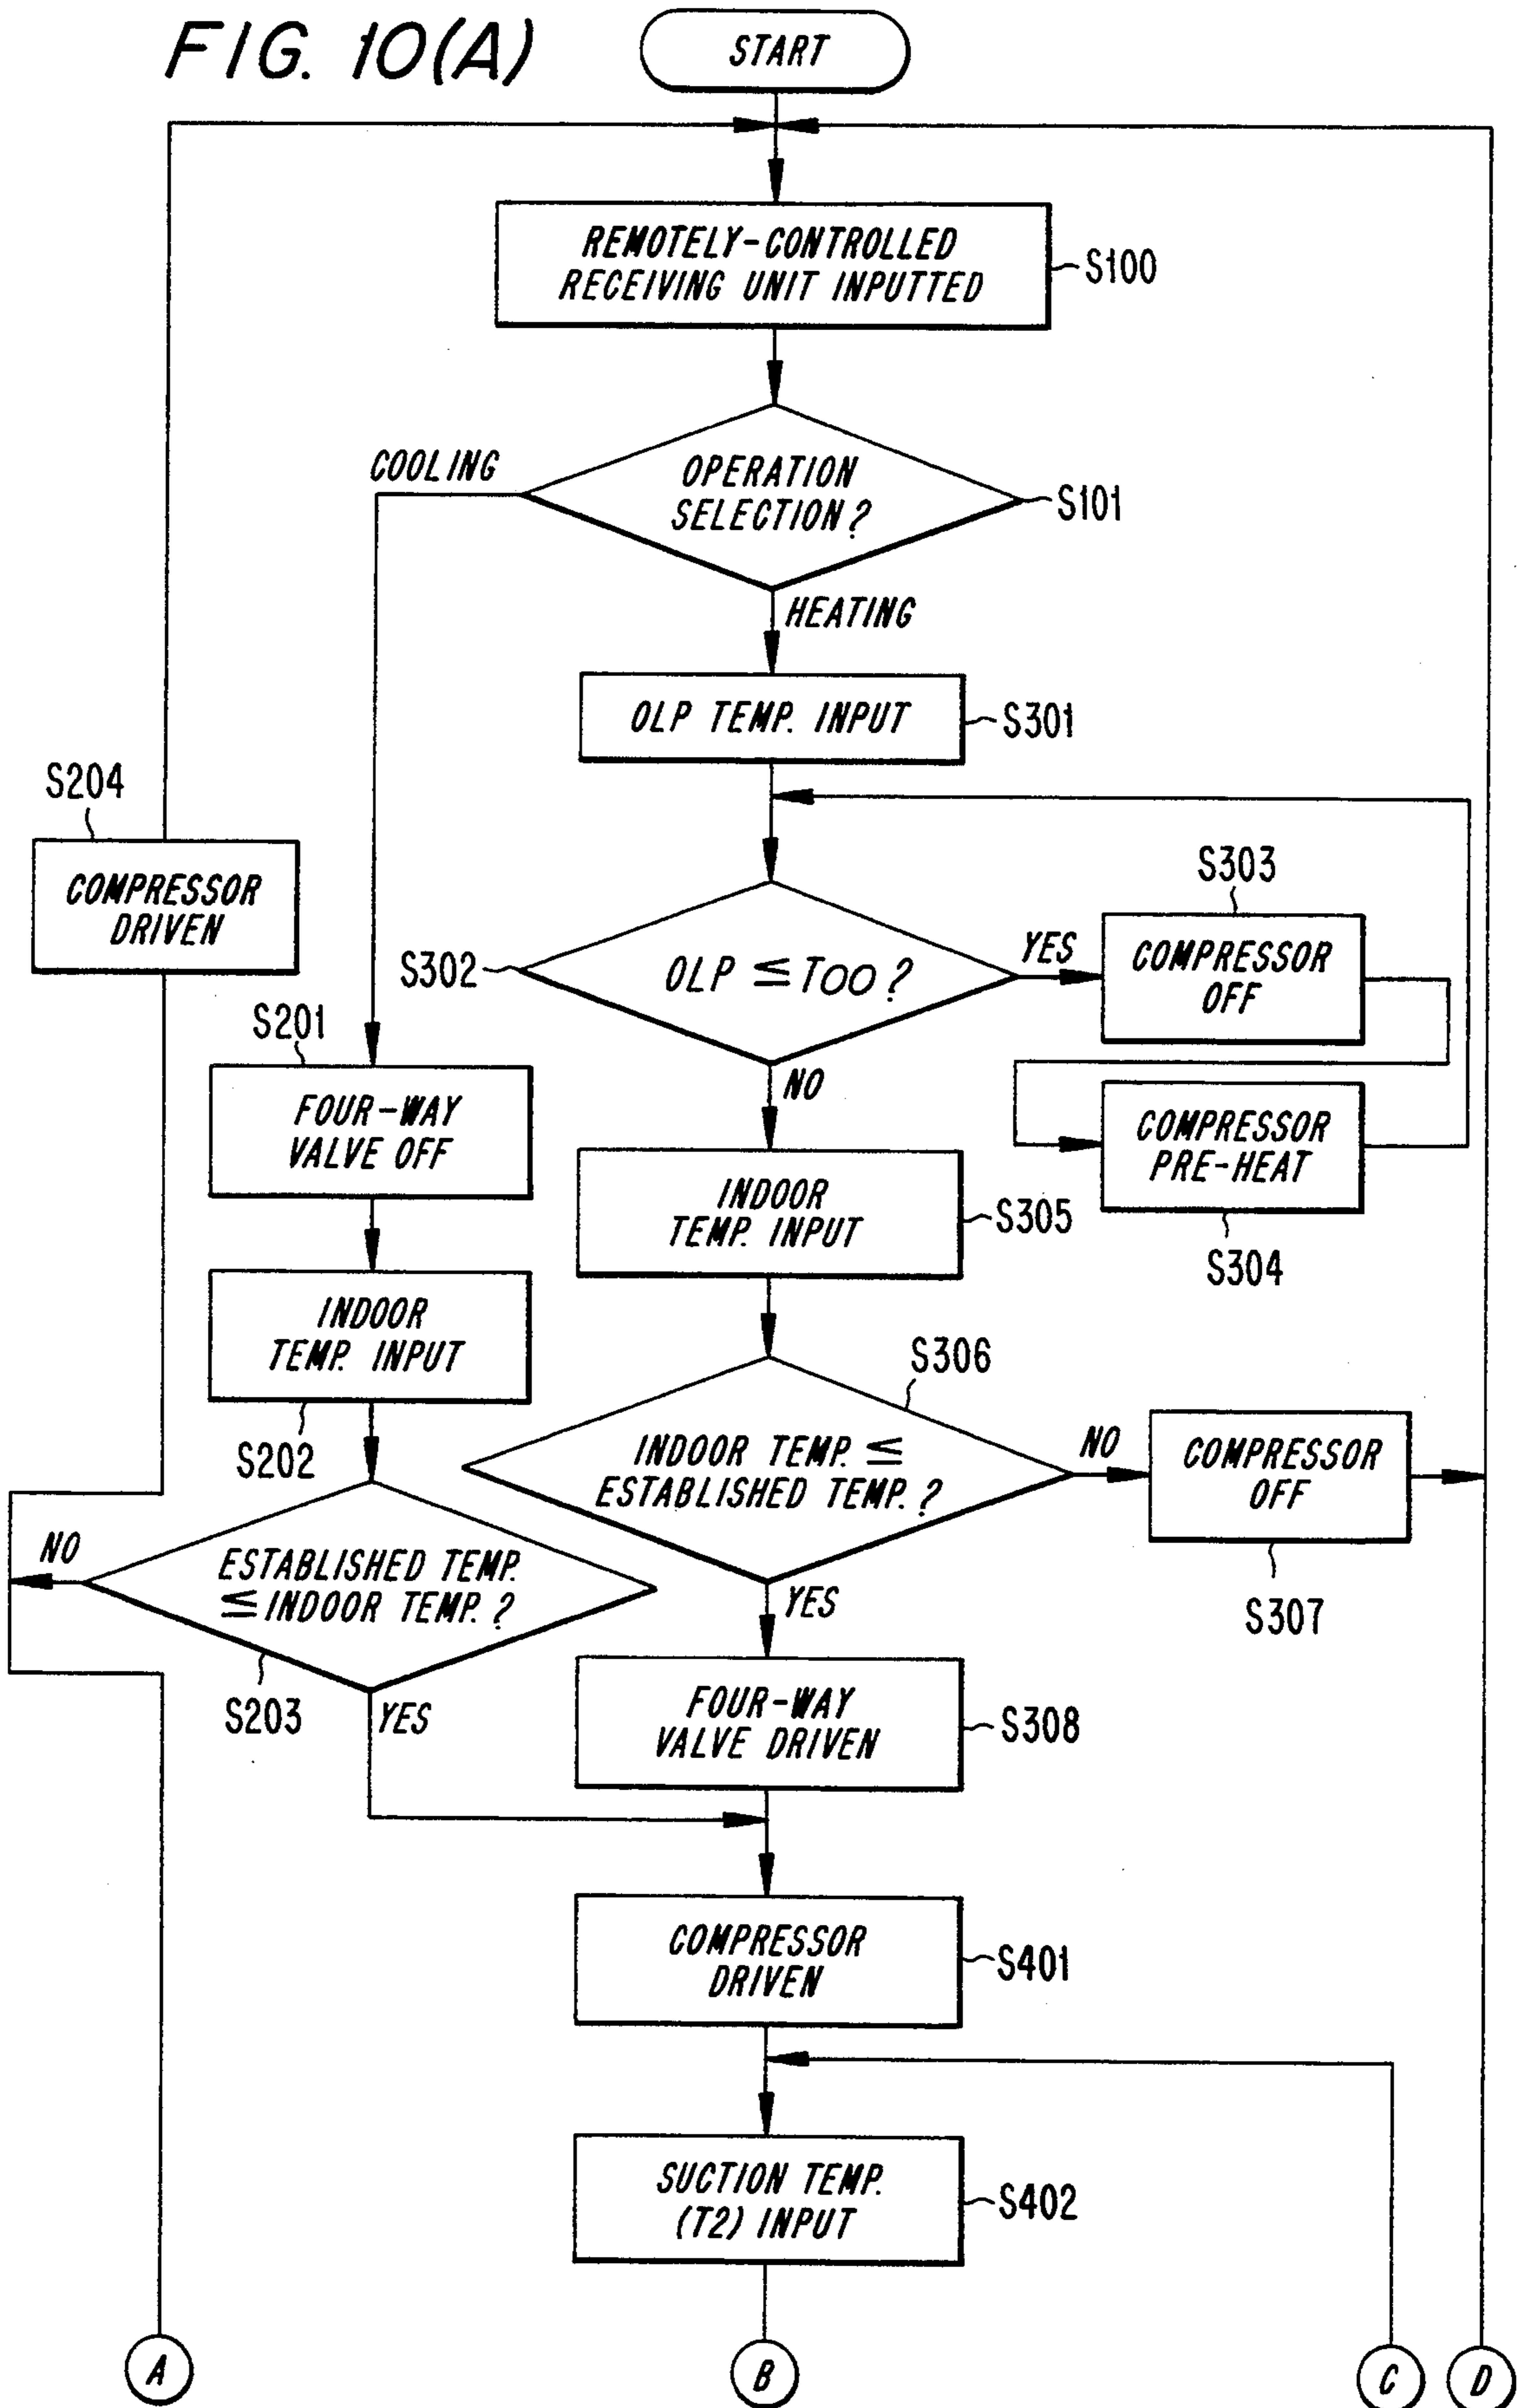 FIG. 10(A)
START
REMOTELY-CONTROLLED
RECEIVING UNIT INPUTTED
S100
COOLING
OPERATION
SELECTION?
S101
HEATING
OLP TEMP. INPUT
S301
S204
COMPRESSOR
DRIVEN
S302
OLP ≦ TOO?
YES
S303
COMPRESSOR
OFF
NO
S201
FOUR-WAY
VALVE OFF
COMPRESSOR
PRE-HEAT
S304
INDOOR
TEMP. INPUT
S305
INDOOR
TEMP. INPUT
S202
S306
INDOOR TEMP. ≦
ESTABLISHED TEMP.?
NO
COMPRESSOR
OFF
S307
YES
NO
ESTABLISHED TEMP.
≦ INDOOR TEMP.?
S203
YES
FOUR-WAY
VALVE DRIVEN
S308
COMPRESSOR
DRIVEN
S401
SUCTION TEMP.
(T2) INPUT
S402
A
B
C
D